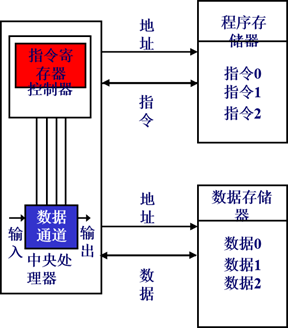 指令寄
存器
控制器
地
址
指
令
程序存
储器
指令0
指令1
指令2
数据
通道
输
入
输
出
中央处
理器
地
址
数
据
数据存储
器
数据0
数据1
数据2